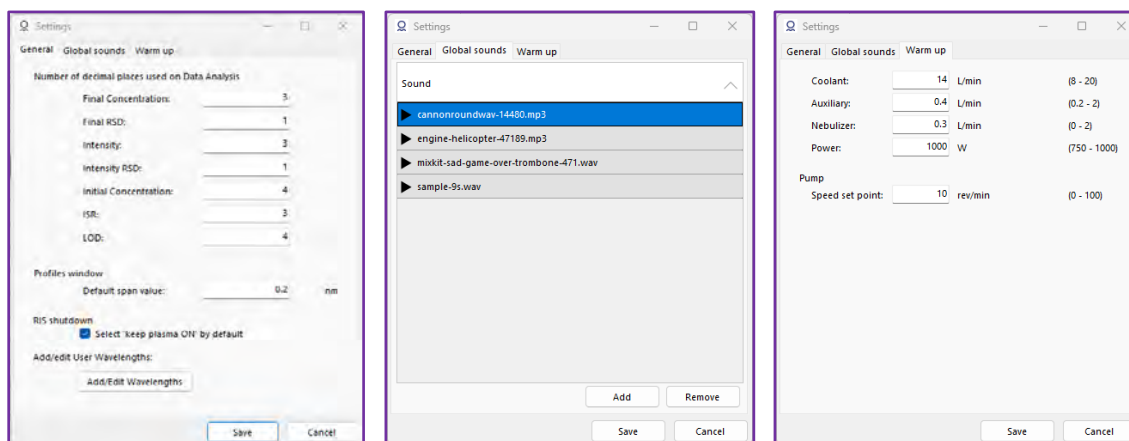 Settings
General Global sounds Warm up
Number of decimal places used on Data Analysis
Final Concentration: 3
Final RSD: 1
Intensity: 3
Intensity RSD: 1
Initial Concentration: 4
ISR: 3
LOD: 4
Profiles window
Default span value: 0.2 nm
RIS shutdown
Select 'keep plasma ON' by default
Add/edit User Wavelengths:
Add/Edit Wavelengths
Save Cancel
Settings
General Global sounds Warm up
Sound
cannonroundwav-14480.mp3
engine-helicopter-47189.mp3
mixkit-sad-game-over-trombone-471.wav
sample-9s.wav
Add Remove
Save Cancel
Settings
General Global sounds Warm up
Coolant: 14 L/min (8 - 20)
Auxiliary: 0.4 L/min (0.2 - 2)
Nebulizer: 0.3 L/min (0 - 2)
Power: 1000 W (750 - 1000)
Pump
Speed set point: 10 rev/min (0 - 100)
Save Cancel